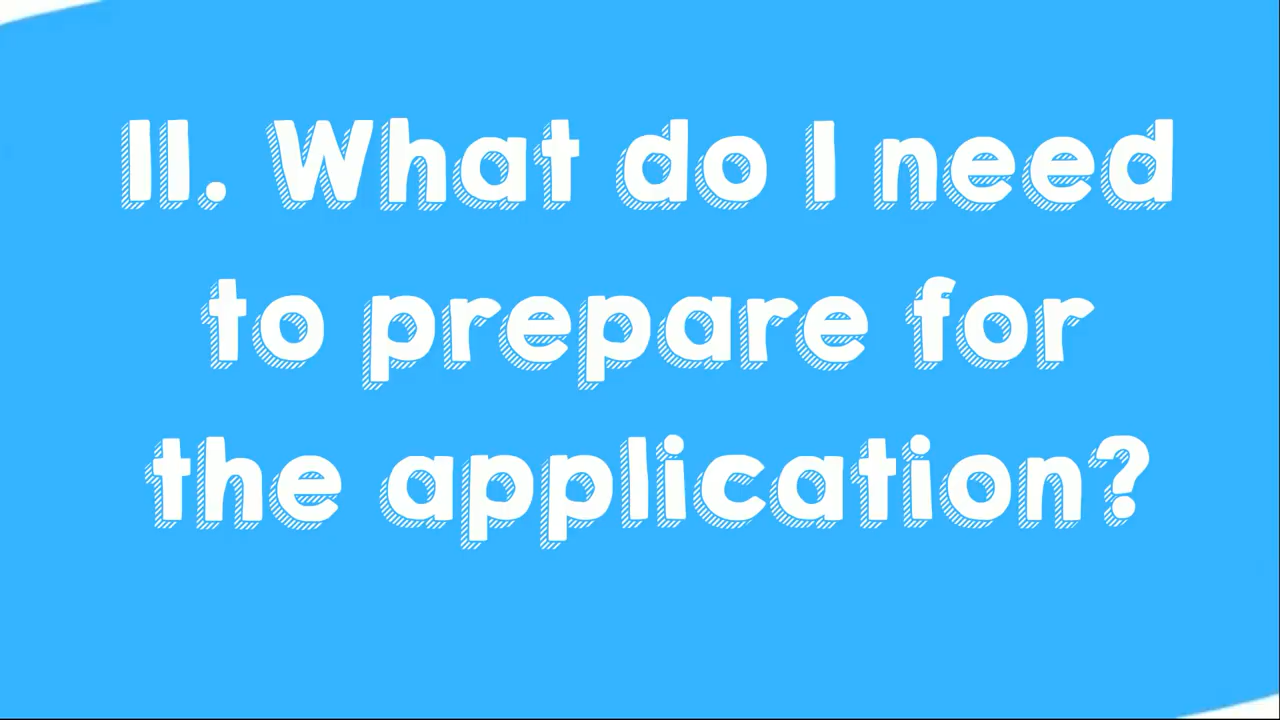 II. What do I need
to prepare for
the application?